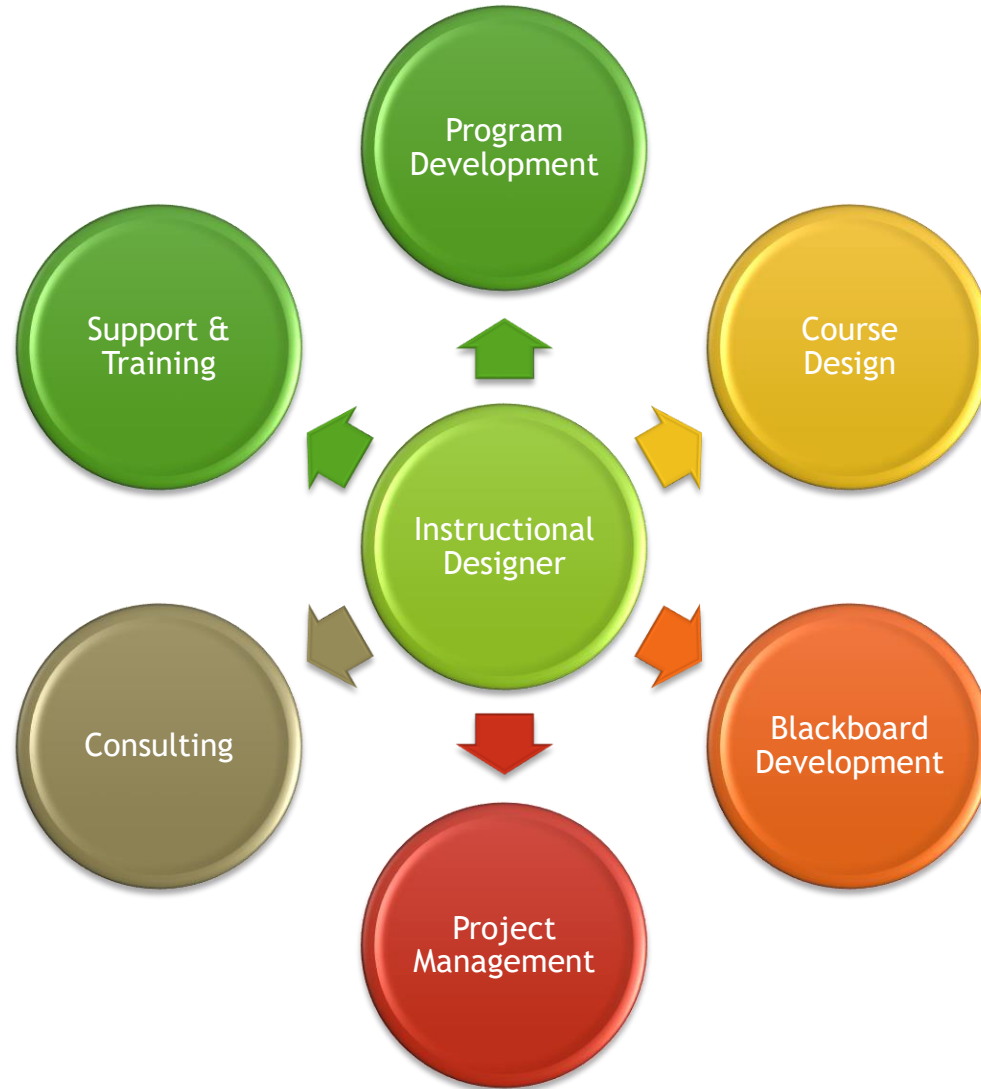 Program
Development
Support &
Training
Course
Design
Instructional
Designer
Consulting
Blackboard
Development
Project
Management